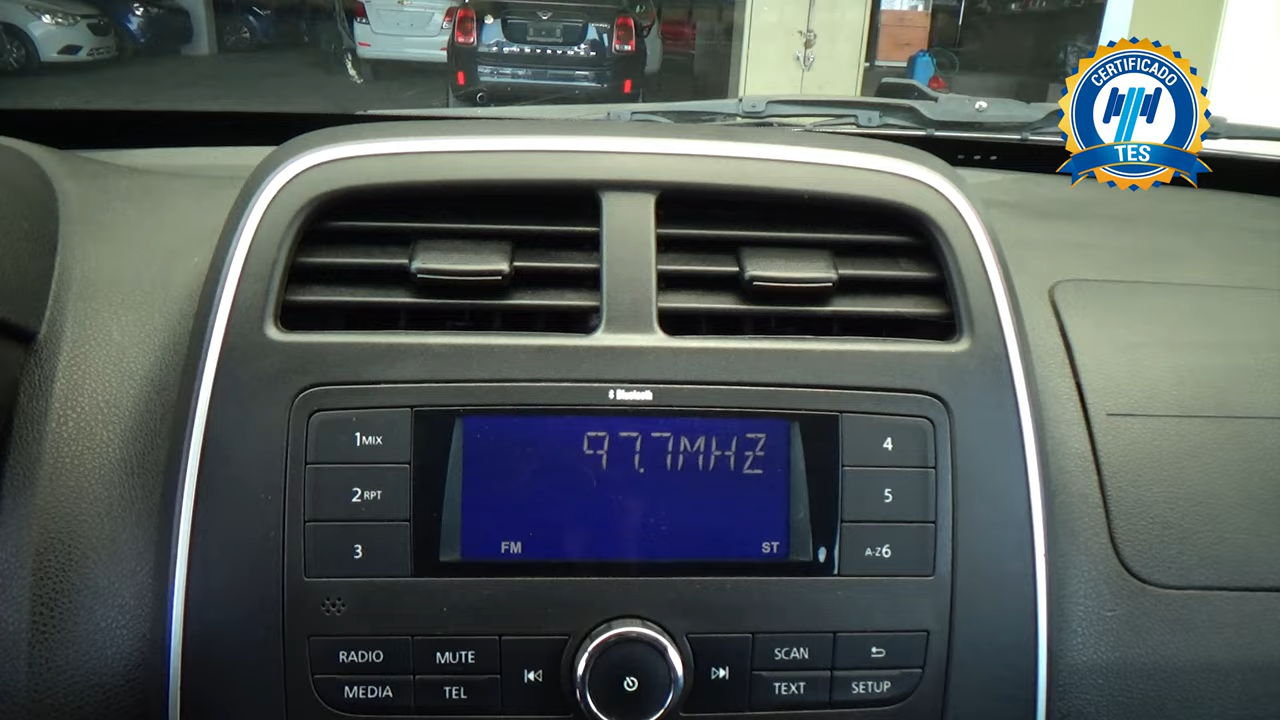 CERTIFICADO
TES
Bluetooth
1MIX
2RPT
3
97.7MHZ
FM
ST
4
5
A-Z6
RADIO
MUTE
SCAN
MEDIA
TEL
TEXT
SETUP